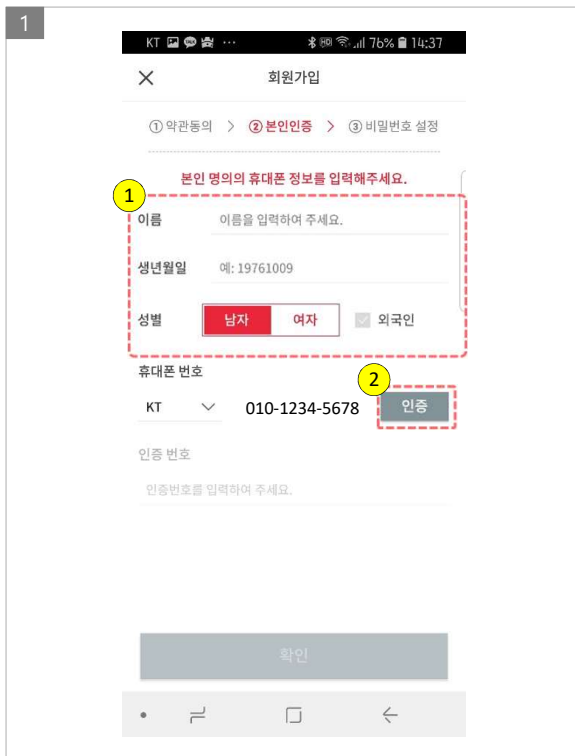 1
KT ... HD 76% 14:37
회원가입
① 약관동의 > ② 본인인증 > ③ 비밀번호 설정
본인 명의의 휴대폰 정보를 입력해주세요.
1
이름 이름을 입력하여 주세요.
생년월일 예: 19761009
성별 남자 여자 외국인
휴대폰 번호
2
KT 010-1234-5678 인증
인증 번호
인증번호를 입력하여 주세요.
확인